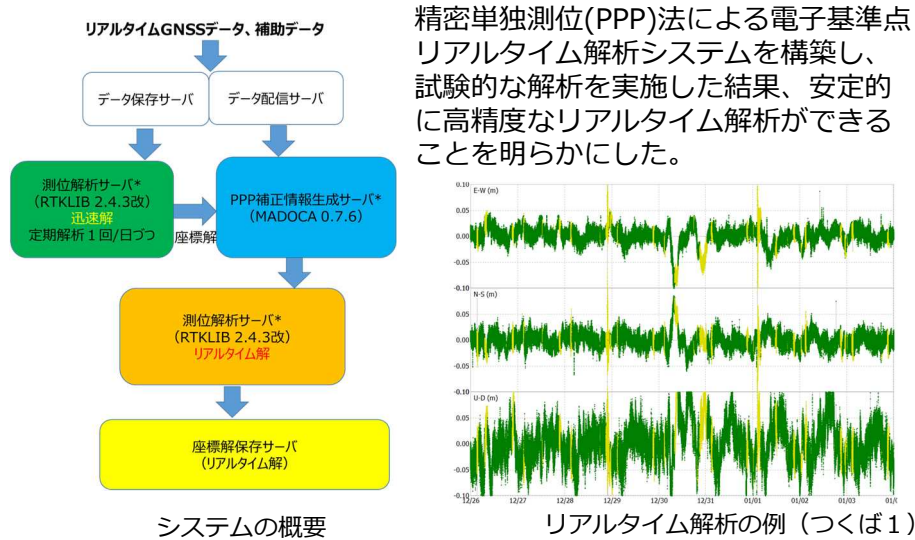 リアルタイムGNSSデータ、補助データ
データ保存サーバ
データ配信サーバ
測位解析サーバ*
（RTKLIB 2.4.3改）
迅速解
定期解析１回/日づつ
座標解
PPP補正情報生成サーバ*
（MADOCA 0.7.6）
測位解析サーバ*
（RTKLIB 2.4.3改）
リアルタイム解
座標解保存サーバ
（リアルタイム解）
システムの概要
精密単独測位(PPP)法による電子基準点
リアルタイム解析システムを構築し、
試験的な解析を実施した結果、安定的
に高精度なリアルタイム解析ができる
ことを明らかにした。
0.10
E-W (m)
0.05
0.00
-0.05
-0.10
N-S (m)
0.05
0.00
-0.05
-0.10
U-D (m)
0.05
0.00
-0.05
-0.10
12/26 12/27 12/28 12/29 12/30 12/31 01/01 01/02 01/03
リアルタイム解析の例（つくば１）